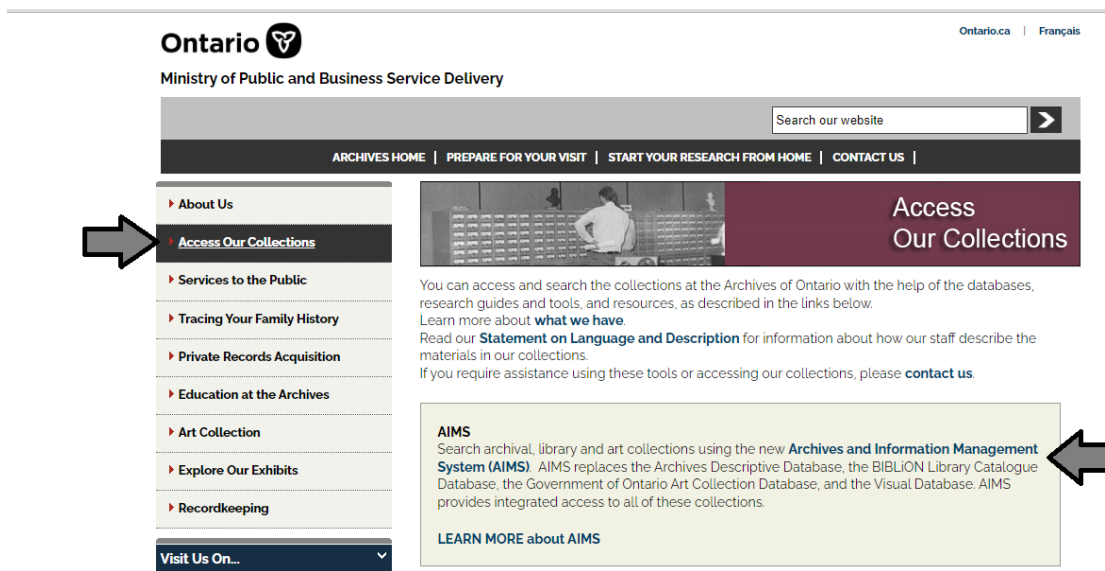 Ontario
Ontario.ca | Français
Ministry of Public and Business Service Delivery
Search our website
ARCHIVES HOME | PREPARE FOR YOUR VISIT | START YOUR RESEARCH FROM HOME | CONTACT US |
About Us
Access Our Collections
Services to the Public
Tracing Your Family History
Private Records Acquisition
Education at the Archives
Art Collection
Explore Our Exhibits
Recordkeeping
Visit Us On...
Access
Our Collections
You can access and search the collections at the Archives of Ontario with the help of the databases,
research guides and tools, and resources, as described in the links below.
Learn more about what we have.
Read our Statement on Language and Description for information about how our staff describe the
materials in our collections.
If you require assistance using these tools or accessing our collections, please contact us.
AIMS
Search archival, library and art collections using the new Archives and Information Management
System (AIMS). AIMS replaces the Archives Descriptive Database, the BIBLiON Library Catalogue
Database, the Government of Ontario Art Collection Database, and the Visual Database. AIMS
provides integrated access to all of these collections.
LEARN MORE about AIMS